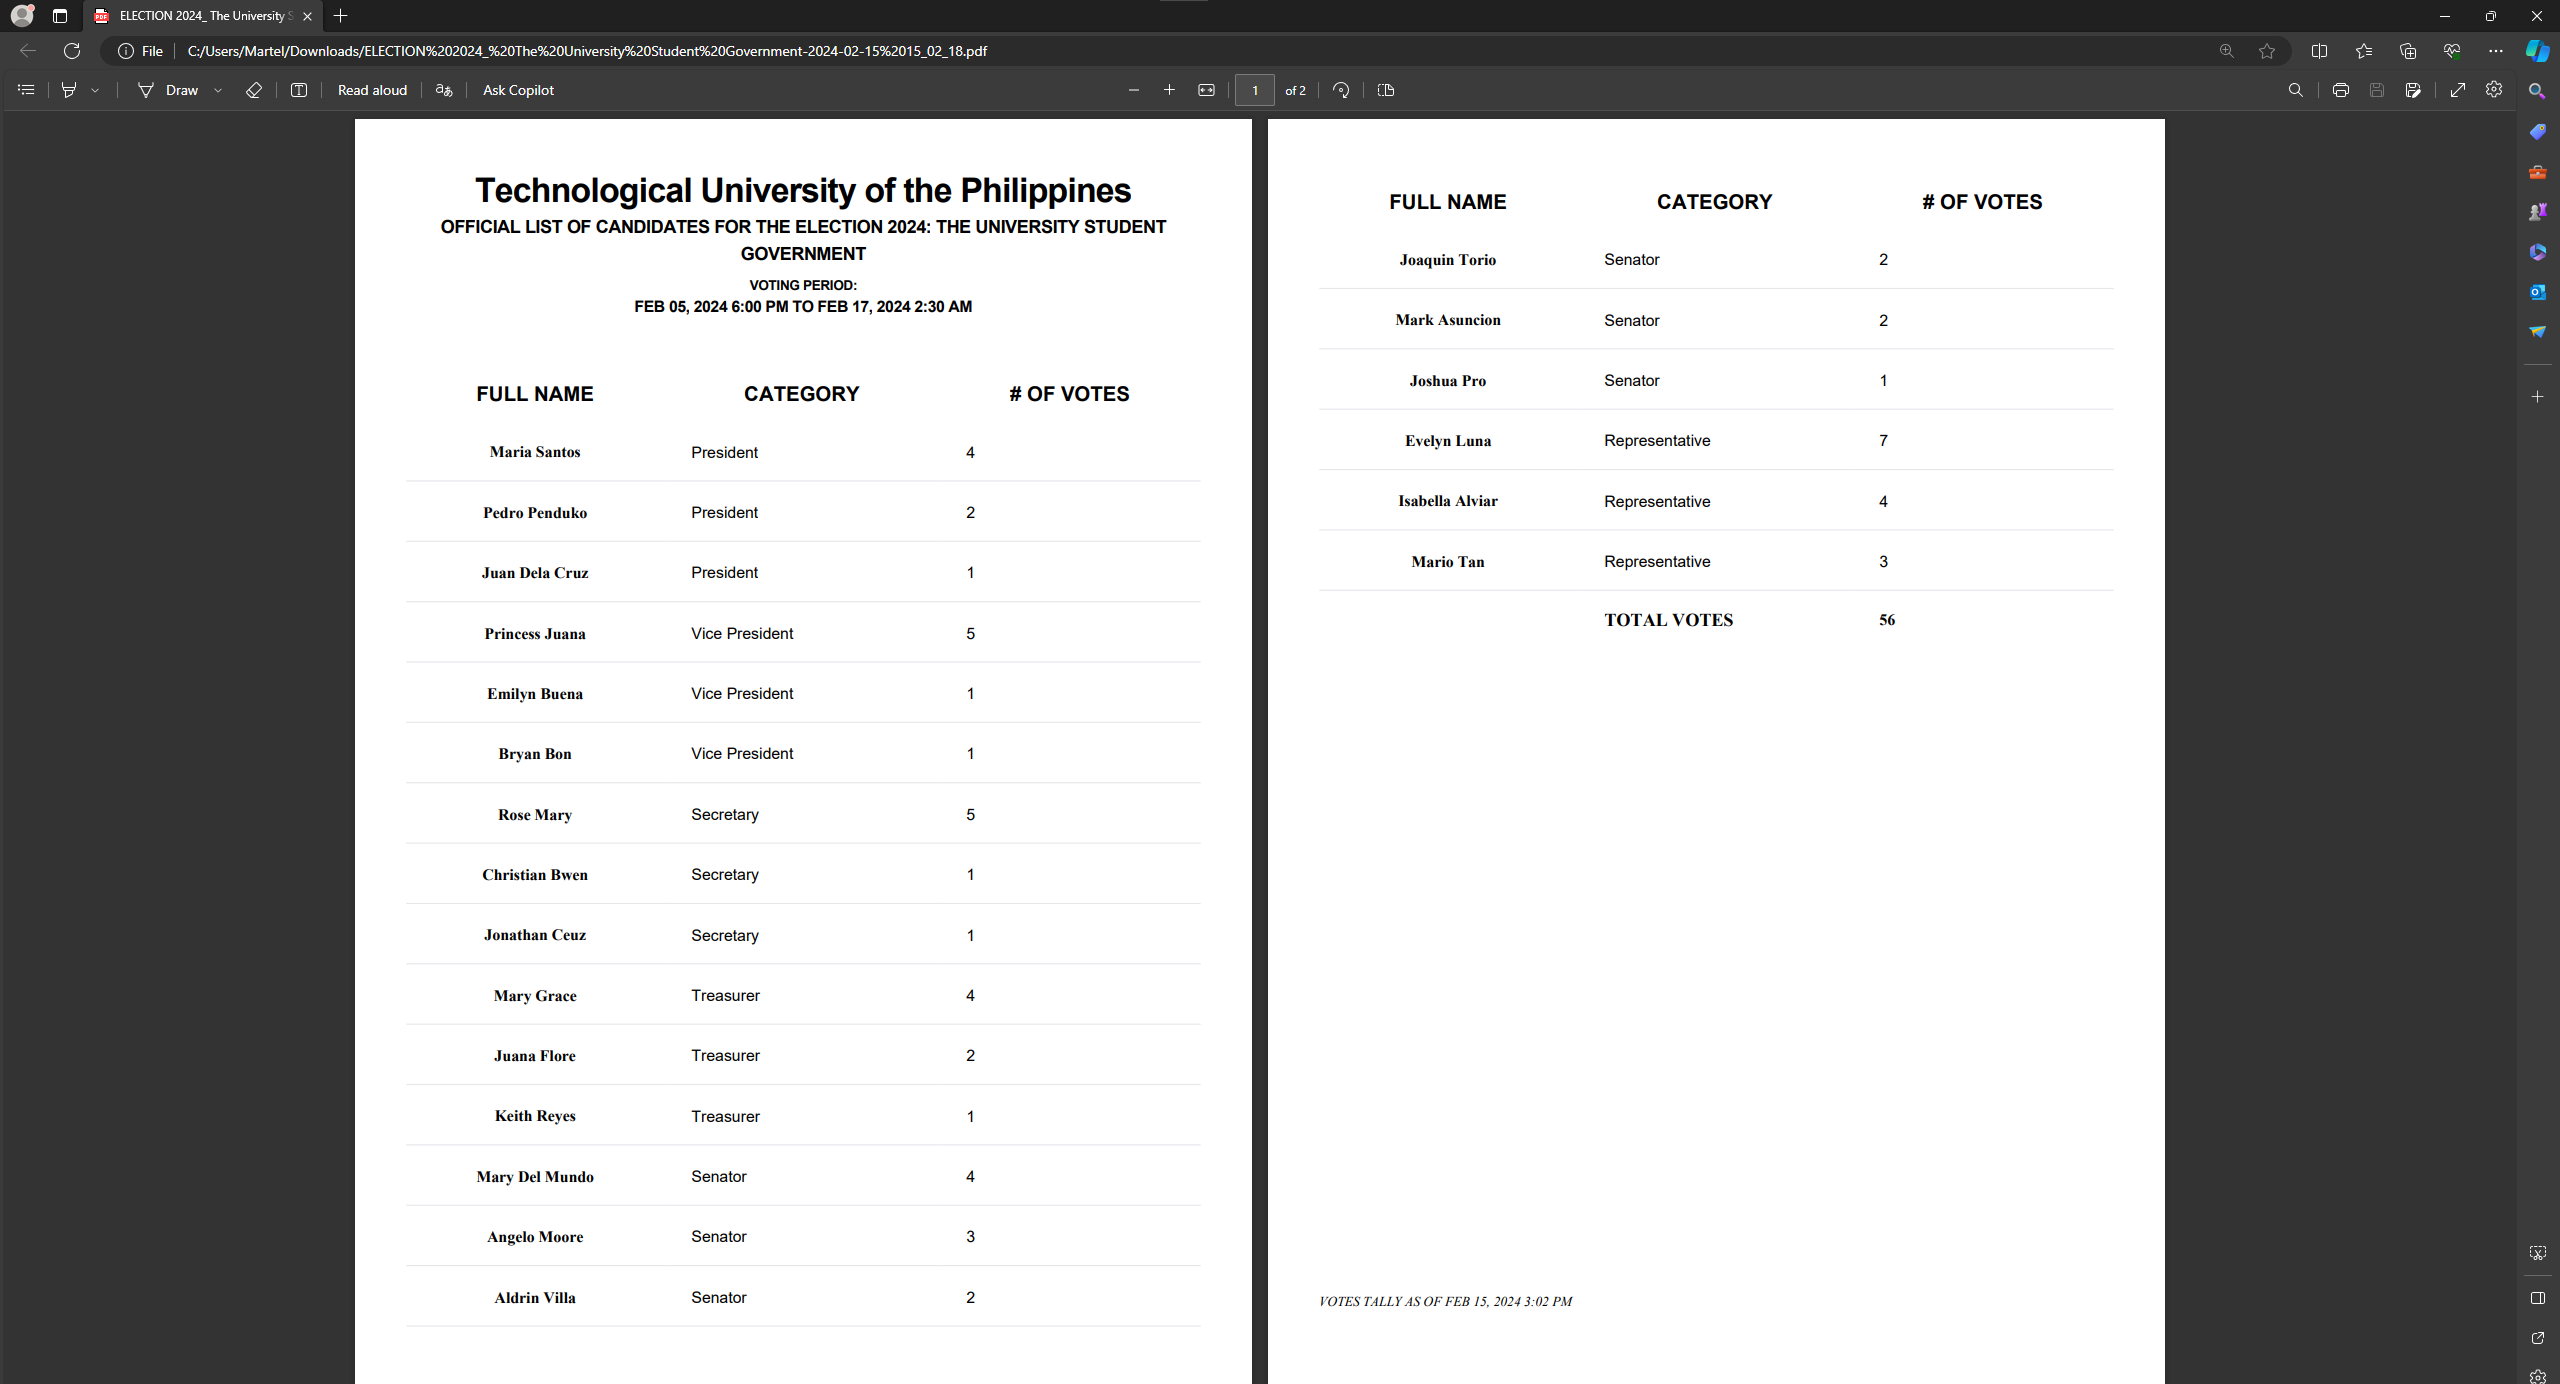 ELECTION 2024_ The University S
File
C:/Users/Martel/Downloads/ELECTION%202024_%20The%20University%20Student%20Government-2024-02-15%2015_02_18.pdf
Draw
Read aloud
aあ
Ask Copilot
1 of 2
Technological University of the Philippines
OFFICIAL LIST OF CANDIDATES FOR THE ELECTION 2024: THE UNIVERSITY STUDENT
GOVERNMENT
VOTING PERIOD:
FEB 05, 2024 6:00 PM TO FEB 17, 2024 2:30 AM
FULL NAME CATEGORY # OF VOTES
Maria Santos President 4
Pedro Penduko President 2
Juan Dela Cruz President 1
Princess Juana Vice President 5
Emilyn Buena Vice President 1
Bryan Bon Vice President 1
Rose Mary Secretary 5
Christian Bwen Secretary 1
Jonathan Ceuz Secretary 1
Mary Grace Treasurer 4
Juana Flore Treasurer 2
Keith Reyes Treasurer 1
Mary Del Mundo Senator 4
Angelo Moore Senator 3
Aldrin Villa Senator 2
FULL NAME CATEGORY # OF VOTES
Joaquin Torio Senator 2
Mark Asuncion Senator 2
Joshua Pro Senator 1
Evelyn Luna Representative 7
Isabella Alviar Representative 4
Mario Tan Representative 3
TOTAL VOTES 56
VOTES TALLY AS OF FEB 15, 2024 3:02 PM